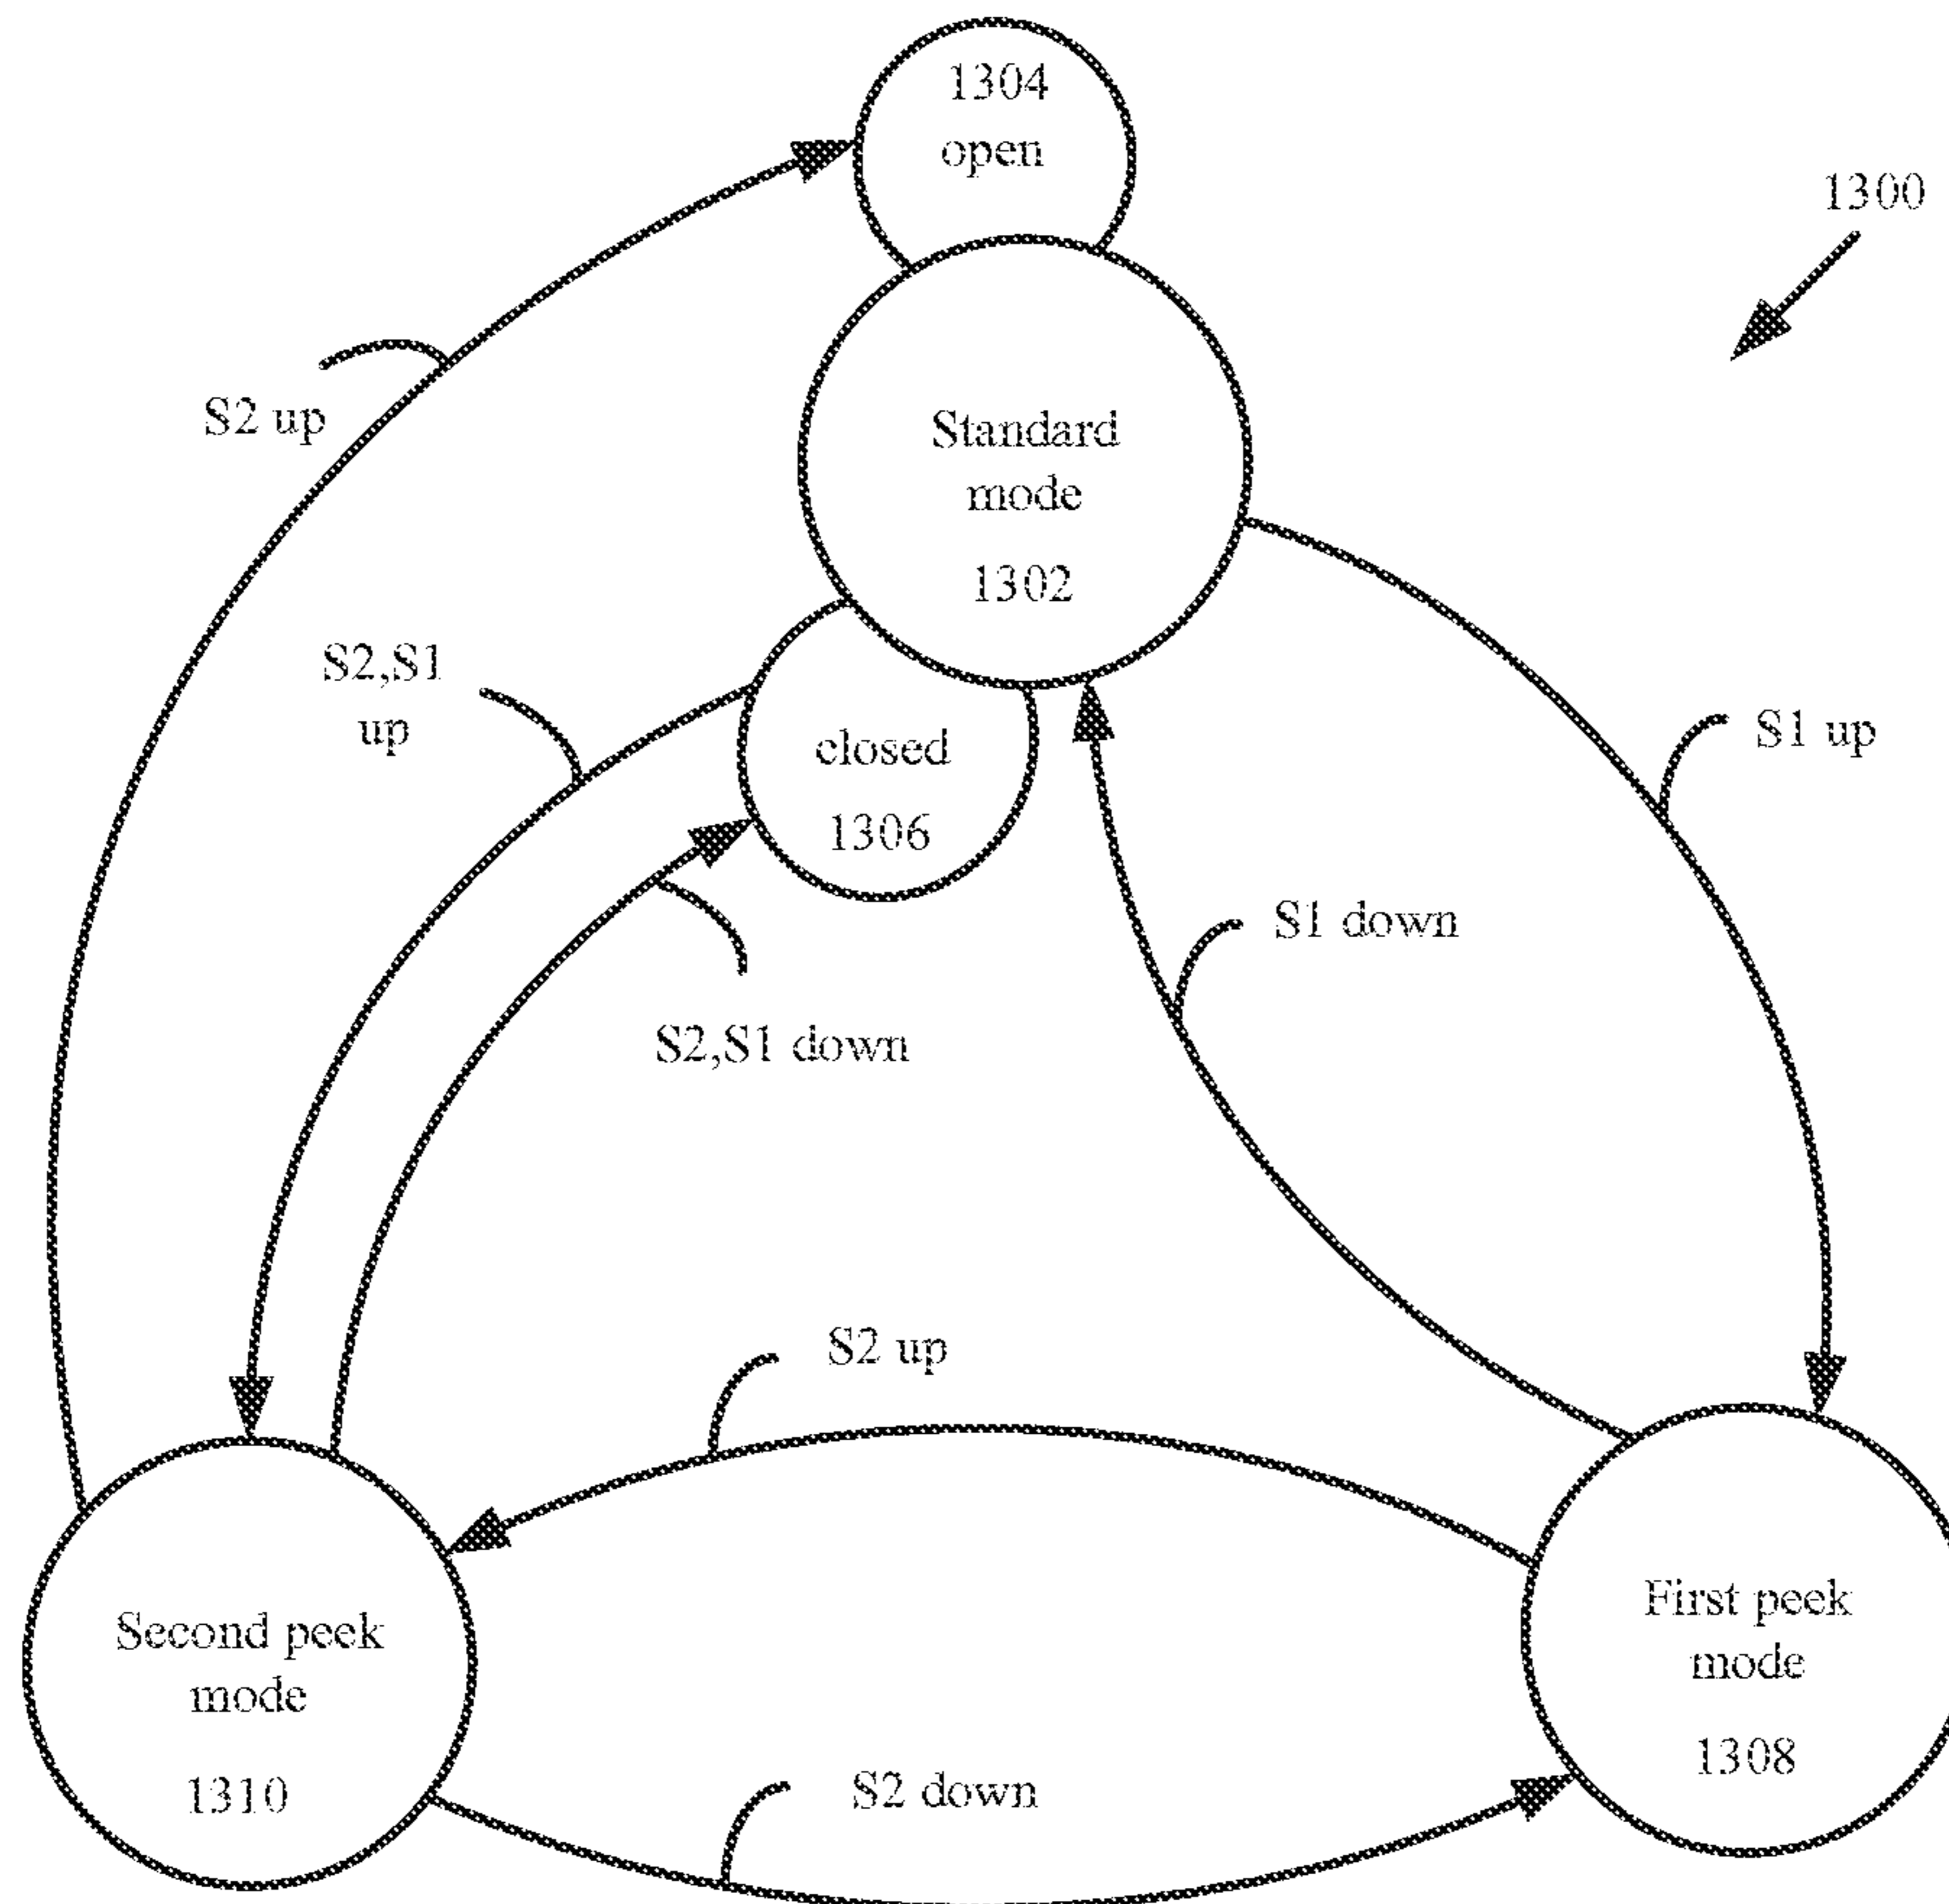 1304
open
1300
S2 up
Standard
mode
1302
S2,S1
up
closed
1306
S1 up
S1 down
S2,S1 down
S2 up
Second peek
mode
1310
First peek
mode
1308
S2 down